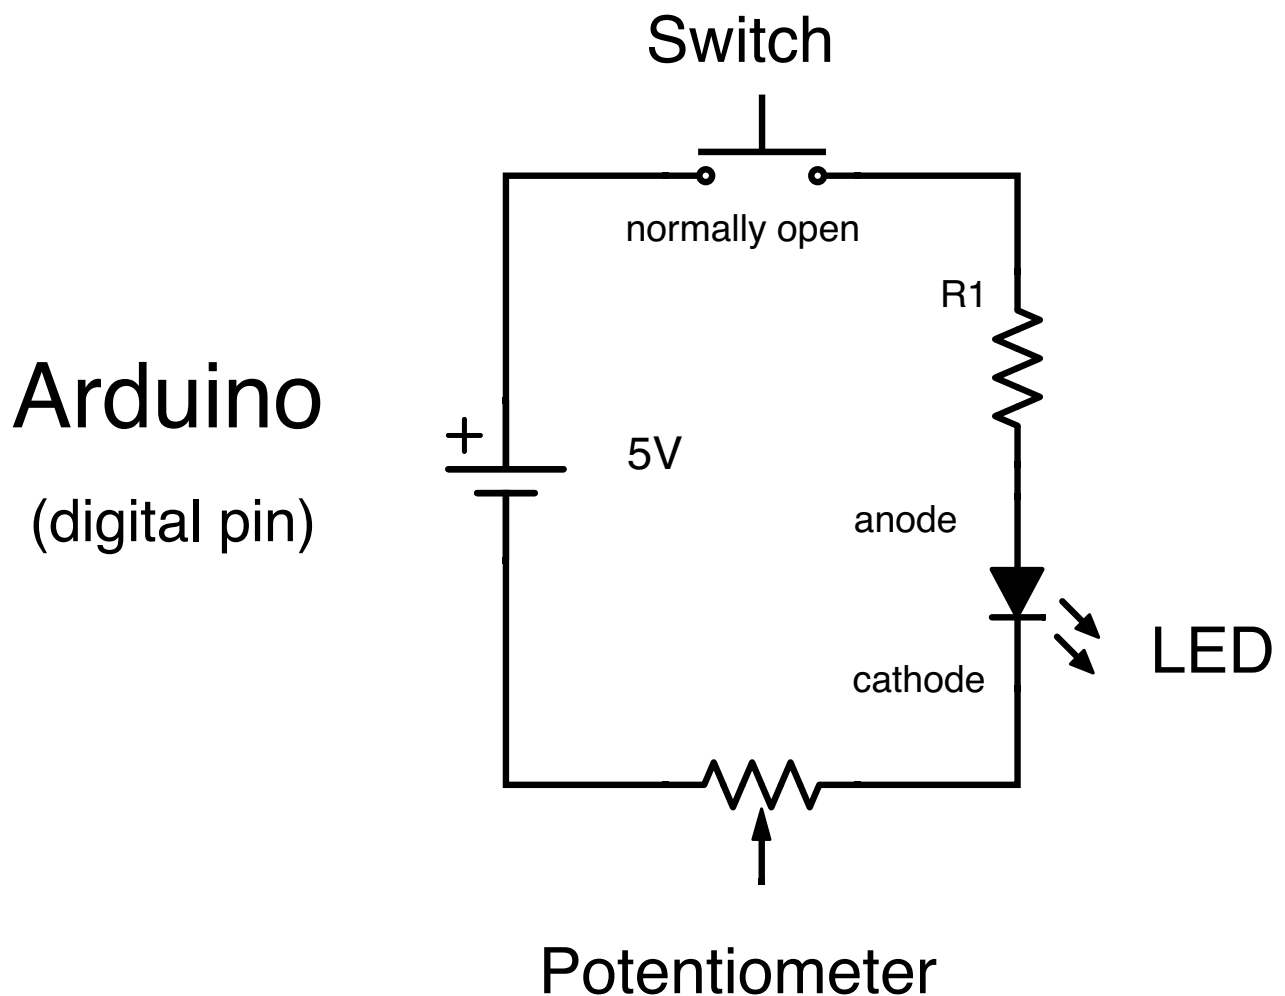 Switch
normally open
R1
Arduino
+
5V
(digital pin)
anode
LED
cathode
Potentiometer